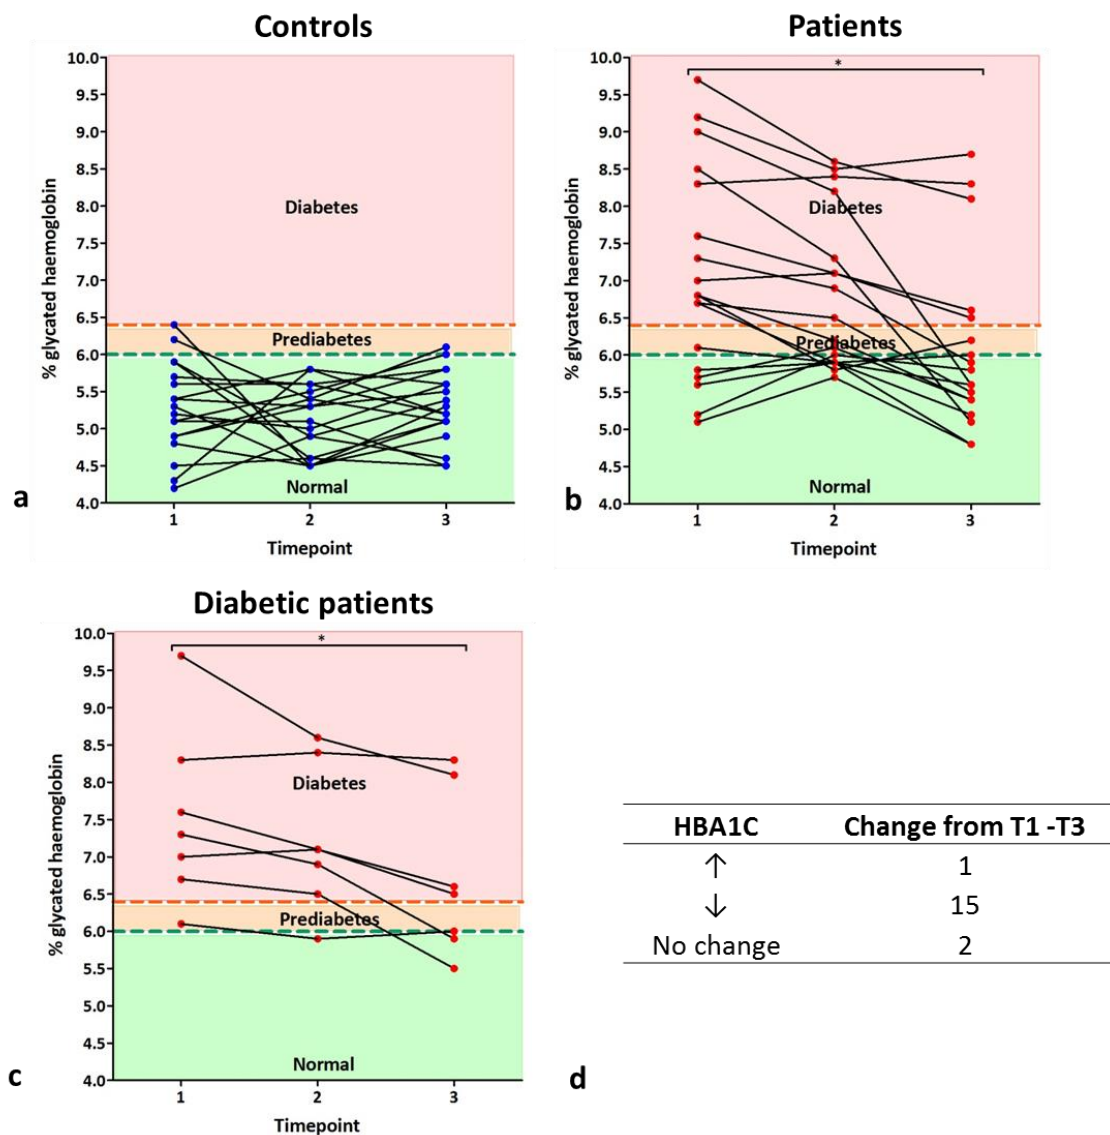 Controls
% glycated haemoglobin
10.0
9.5
9.0
8.5
8.0
7.5
7.0
6.5
6.0
5.5
5.0
4.5
4.0
Diabetes
Prediabetes
Normal
1 2 3
Timepoint
a
Patients
*
% glycated haemoglobin
10.0
9.5
9.0
8.5
8.0
7.5
7.0
6.5
6.0
5.5
5.0
4.5
4.0
Diabetes
Prediabetes
Normal
1 2 3
Timepoint
b
Diabetic patients
*
% glycated haemoglobin
10.0
9.5
9.0
8.5
8.0
7.5
7.0
6.5
6.0
5.5
5.0
4.5
4.0
Diabetes
Prediabetes
Normal
1 2 3
Timepoint
c
HBA1C Change from T1 -T3
↑ 1
↓ 15
No change 2
d